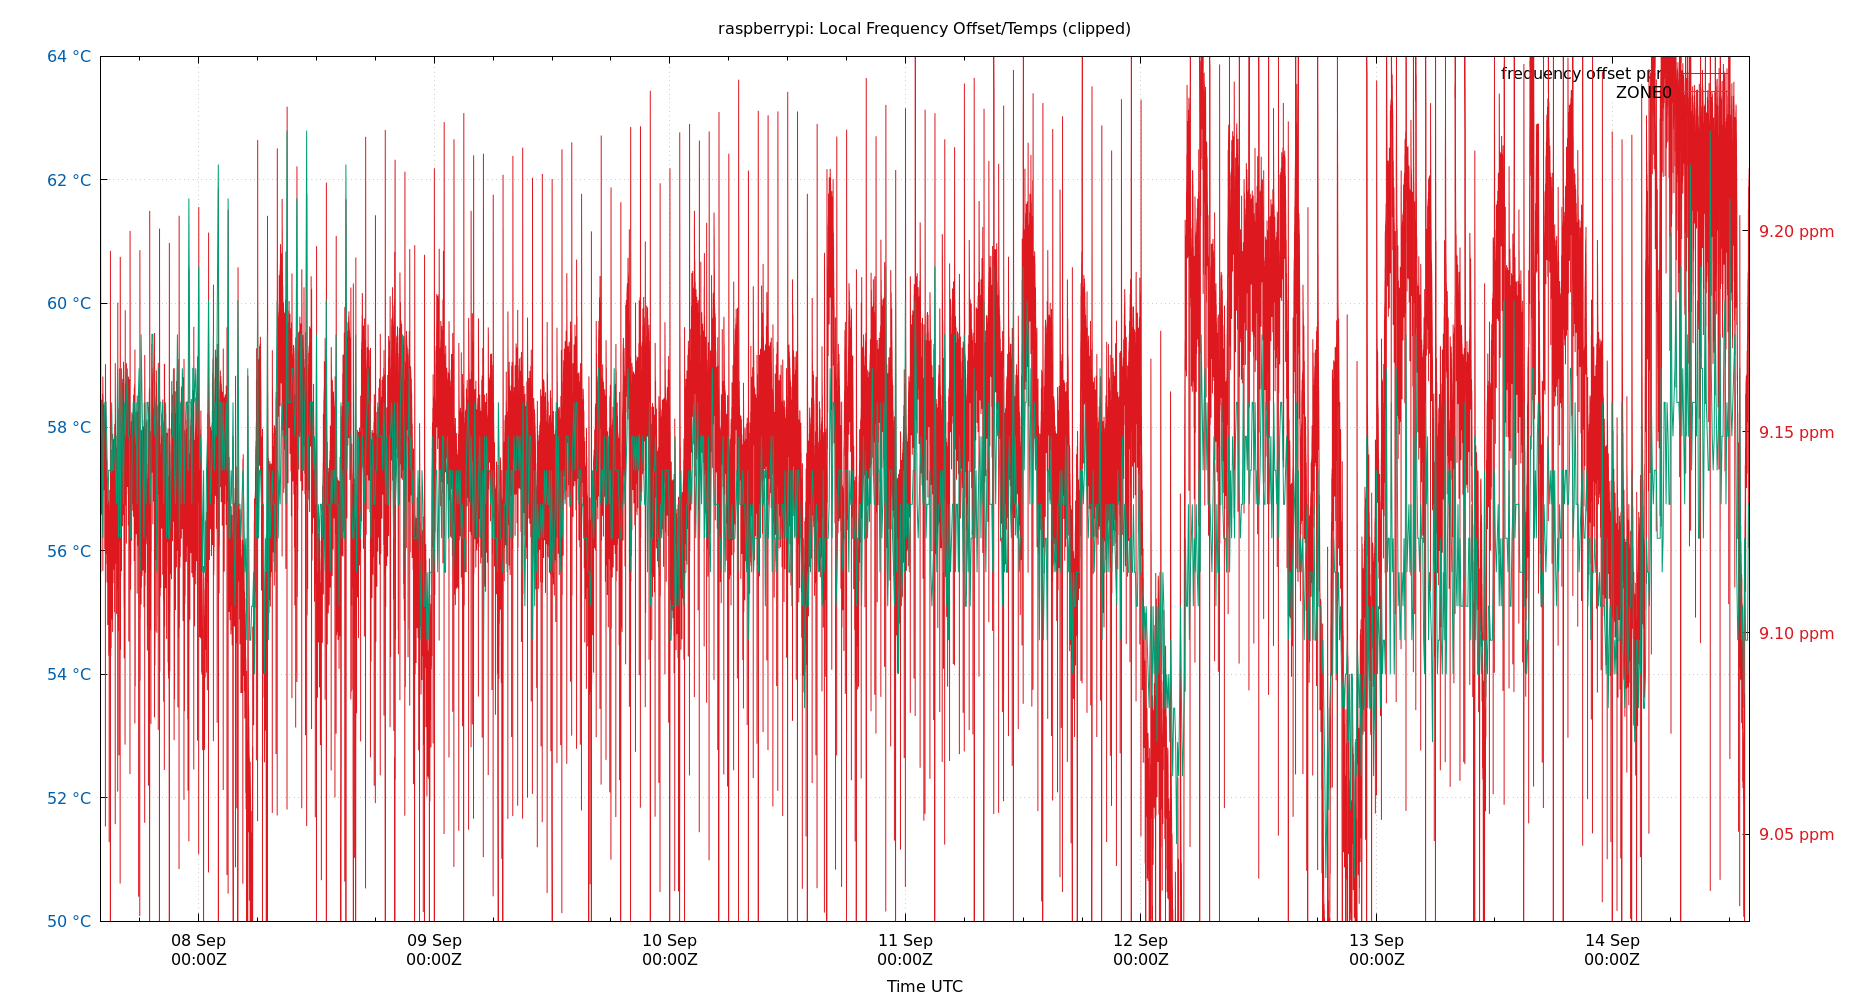 raspberrypi: Local Frequency Offset/Temps (clipped)
64 °C
62 °C
60 °C
58 °C
56 °C
54 °C
52 °C
50 °C
frequency offset ppm
ZONE0
9.20 ppm
9.15 ppm
9.10 ppm
9.05 ppm
08 Sep
00:00Z
09 Sep
00:00Z
10 Sep
00:00Z
11 Sep
00:00Z
12 Sep
00:00Z
13 Sep
00:00Z
14 Sep
00:00Z
Time UTC